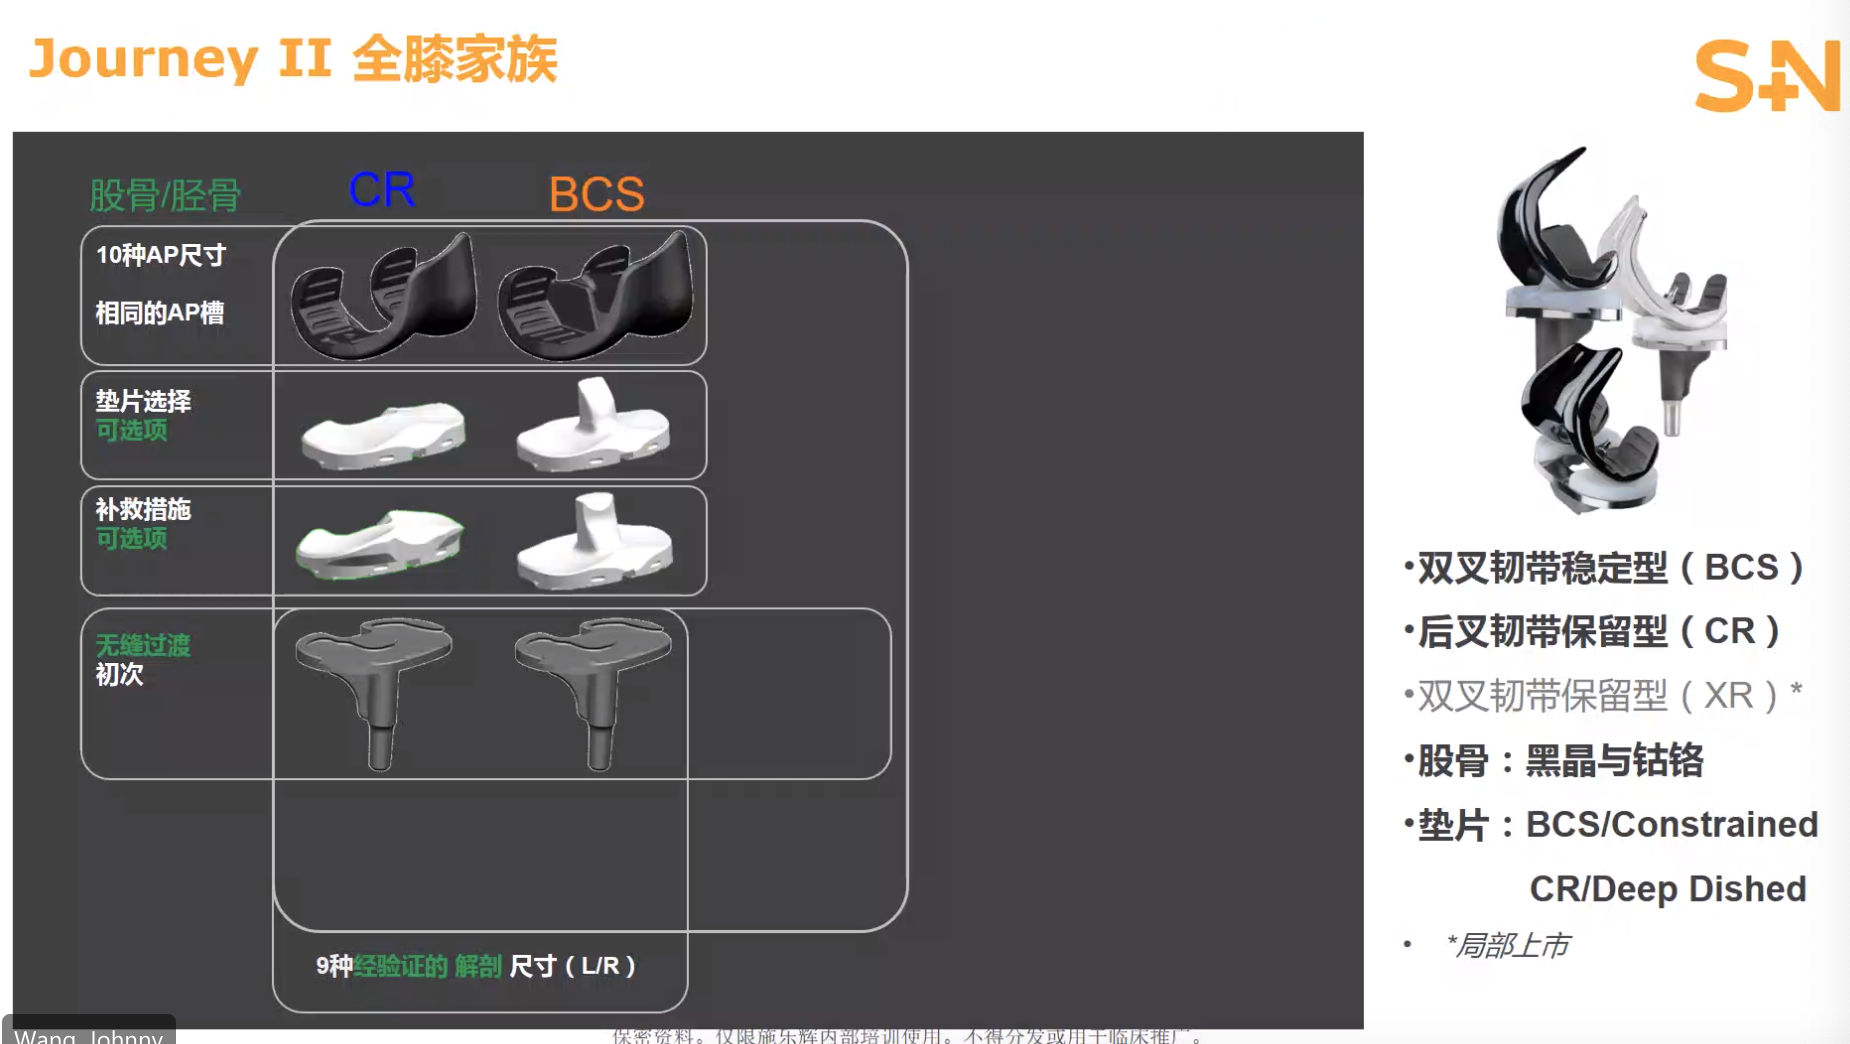 Journey II 全膝家族
S+N
股骨/胫骨
CR
BCS
10种AP尺寸
相同的AP槽
垫片选择
可选项
补救措施
可选项
无缝过渡
初次
9种经验证的 解剖 尺寸（L/R）
•双叉韧带稳定型（BCS）
•后叉韧带保留型（CR）
•双叉韧带保留型（XR）*
•股骨：黑晶与钴铬
•垫片：BCS/Constrained
CR/Deep Dished
• *局部上市
保密资料。仅限施乐辉内部培训使用。不得分发或用于临床推广。
Wang, Johnny